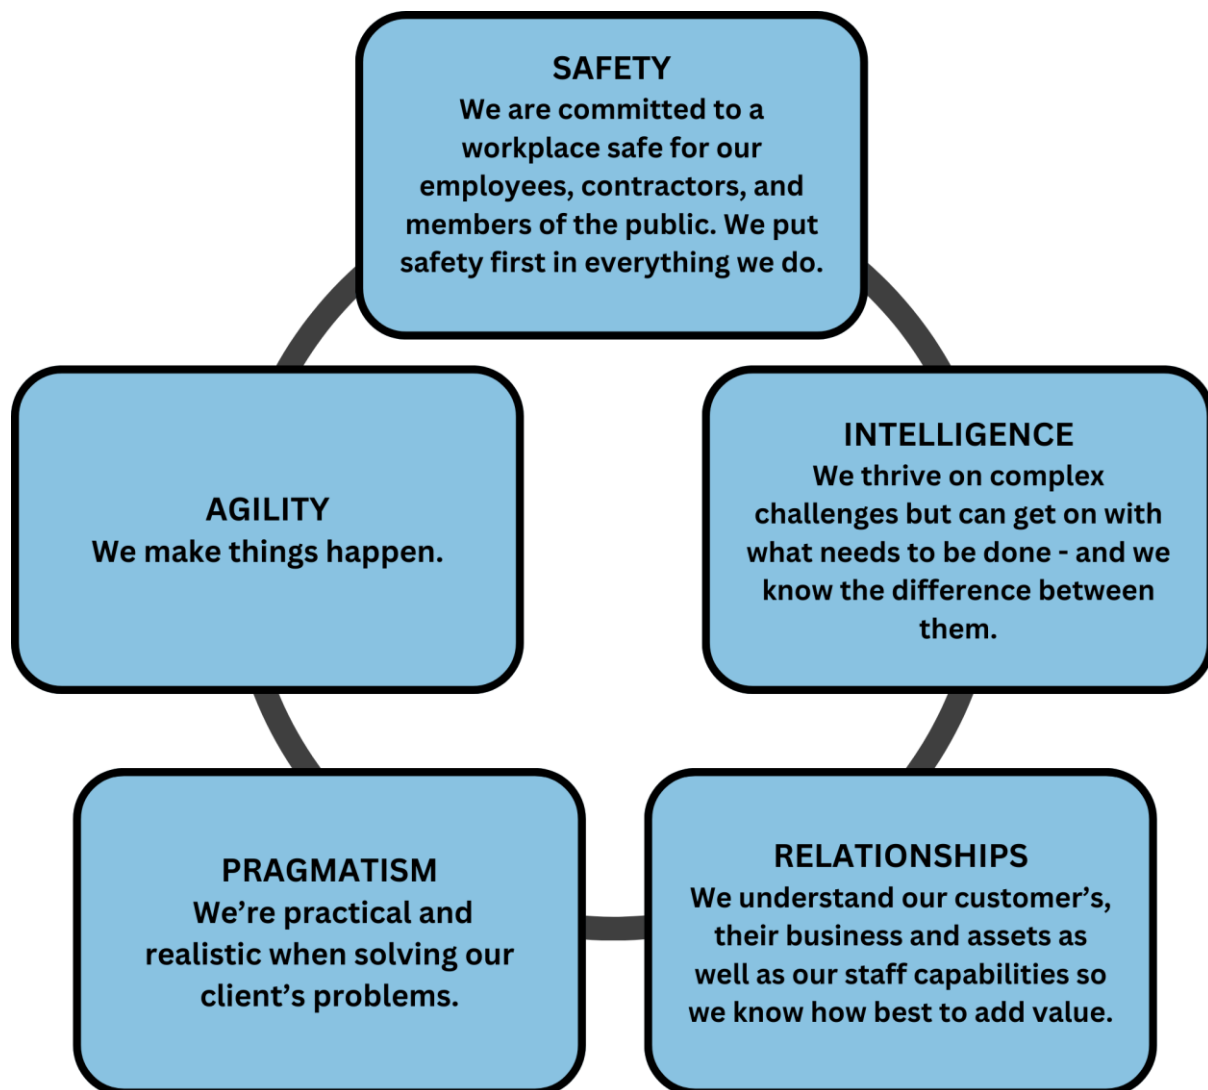 SAFETY
We are committed to a
workplace safe for our
employees, contractors, and
members of the public. We put
safety first in everything we do.
AGILITY
We make things happen.
INTELLIGENCE
We thrive on complex
challenges but can get on with
what needs to be done - and we
know the difference between
them.
PRAGMATISM
We’re practical and
realistic when solving our
client’s problems.
RELATIONSHIPS
We understand our customer’s,
their business and assets as
well as our staff capabilities so
we know how best to add value.